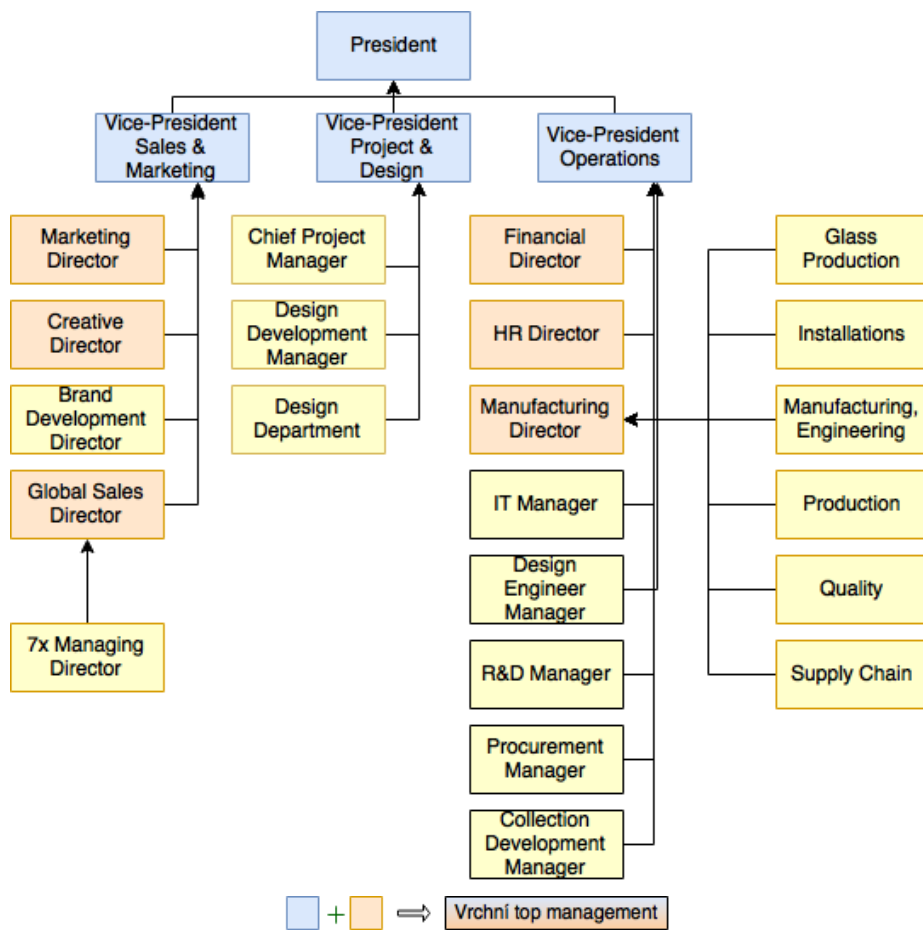 President
Vice-President
Sales &
Marketing
Vice-President
Project &
Design
Vice-President
Operations
Marketing
Director
Creative
Director
Brand
Development
Director
Global Sales
Director
7x Managing
Director
Chief Project
Manager
Design
Development
Manager
Design
Department
Financial
Director
HR Director
Manufacturing
Director
IT Manager
Design
Engineer
Manager
R&D Manager
Procurement
Manager
Collection
Development
Manager
Glass
Production
Installations
Manufacturing,
Engineering
Production
Quality
Supply Chain
+
Vrchní top management